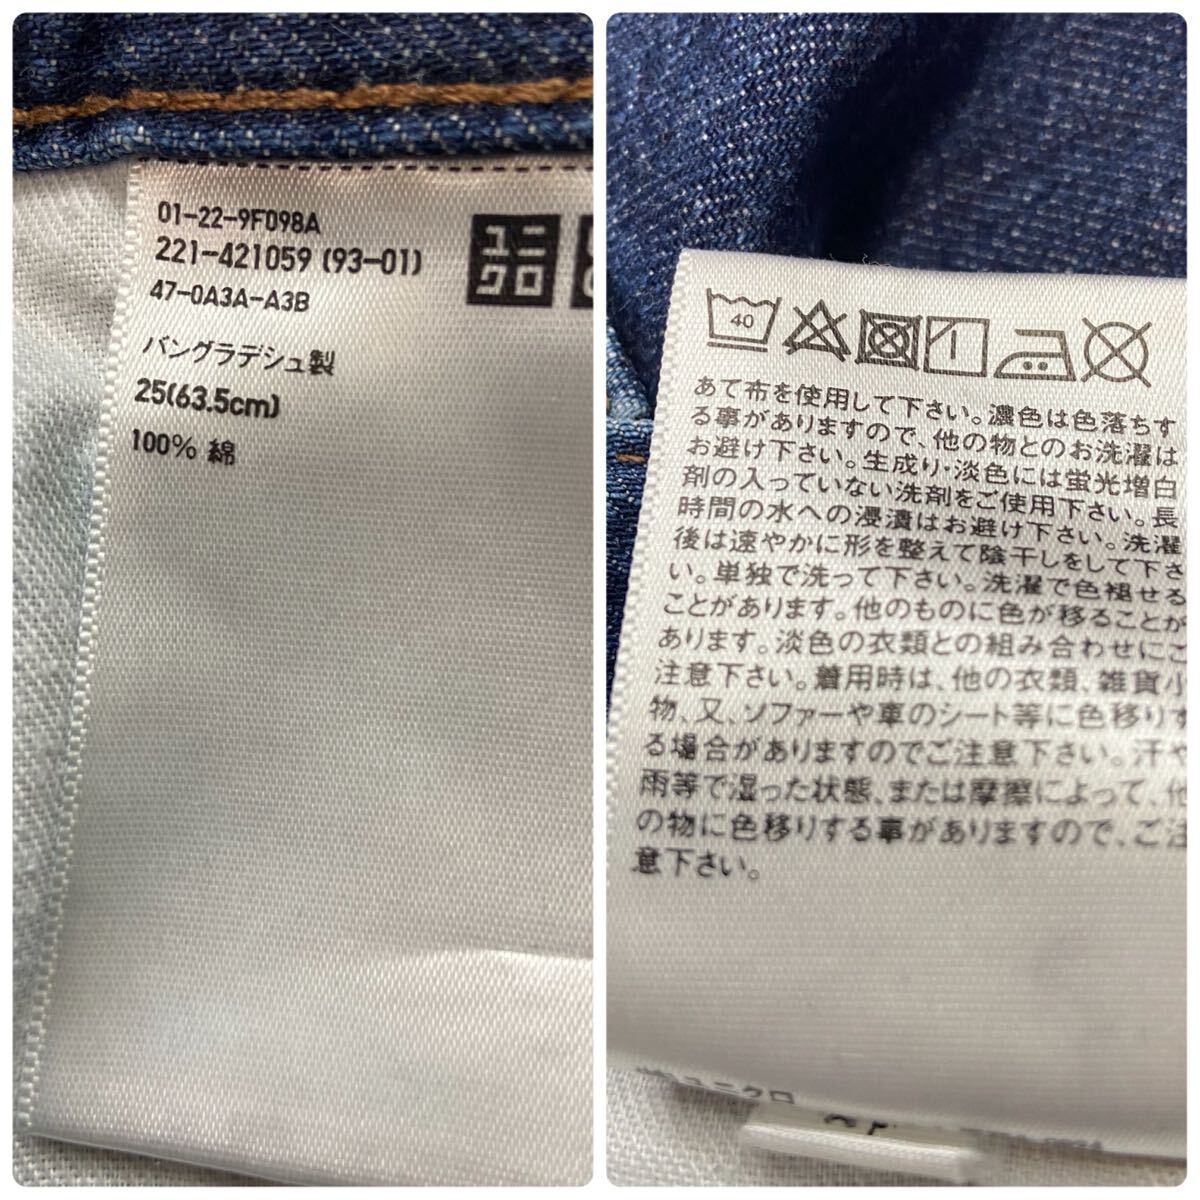 01-22-9F098A
221-421059 (93-01)
47-0A3A-A3B
バングラデシュ製
25(63.5cm)
100% 綿
ユニ
クロ
40
あて布を使用して下さい。濃色は色落ちす
る事がありますので、他の物とのお洗濯は
お避け下さい。生成り・淡色には蛍光増白
剤の入っていない洗剤をご使用下さい。長
時間の水への浸漬はお避け下さい。洗濯
後は速やかに形を整えて陰干しをして下さ
い。単独で洗って下さい。洗濯で色褪せる
ことがあります。他のものに色が移ることが
あります。淡色の衣類との組み合わせにご
注意下さい。着用時は、他の衣類、雑貨小
物、又、ソファーや車のシート等に色移りす
る場合がありますのでご注意下さい。汗や
雨等で湿った状態、または摩擦によって、他
の物に色移りする事がありますので、ご注
意下さい。
ユニクロ